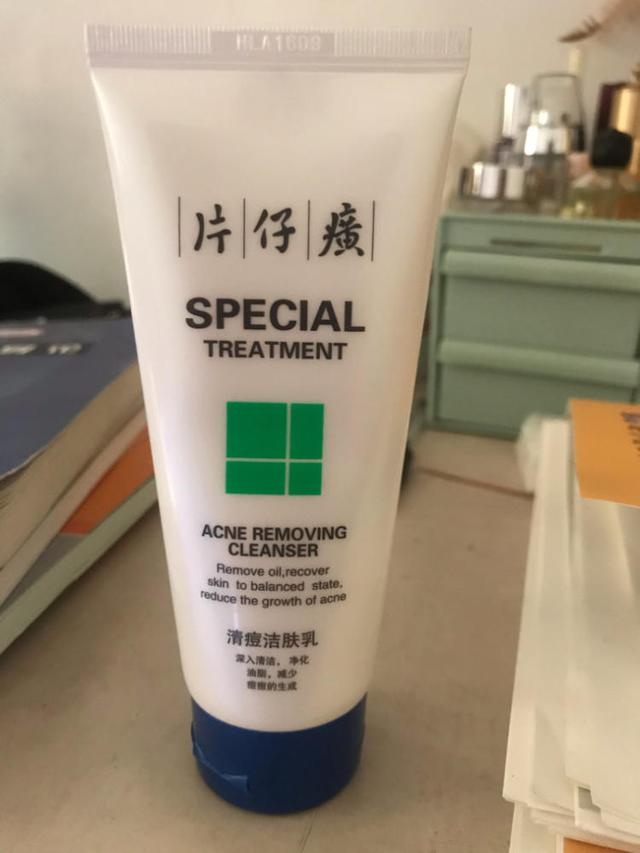 HLA1609
片仔癀
SPECIAL
TREATMENT
ACNE REMOVING
CLEANSER
Remove oil,recover
skin to balanced state,
reduce the growth of acne
清痘洁肤乳
深入清洁，净化
油脂，减少
痘痘的生成